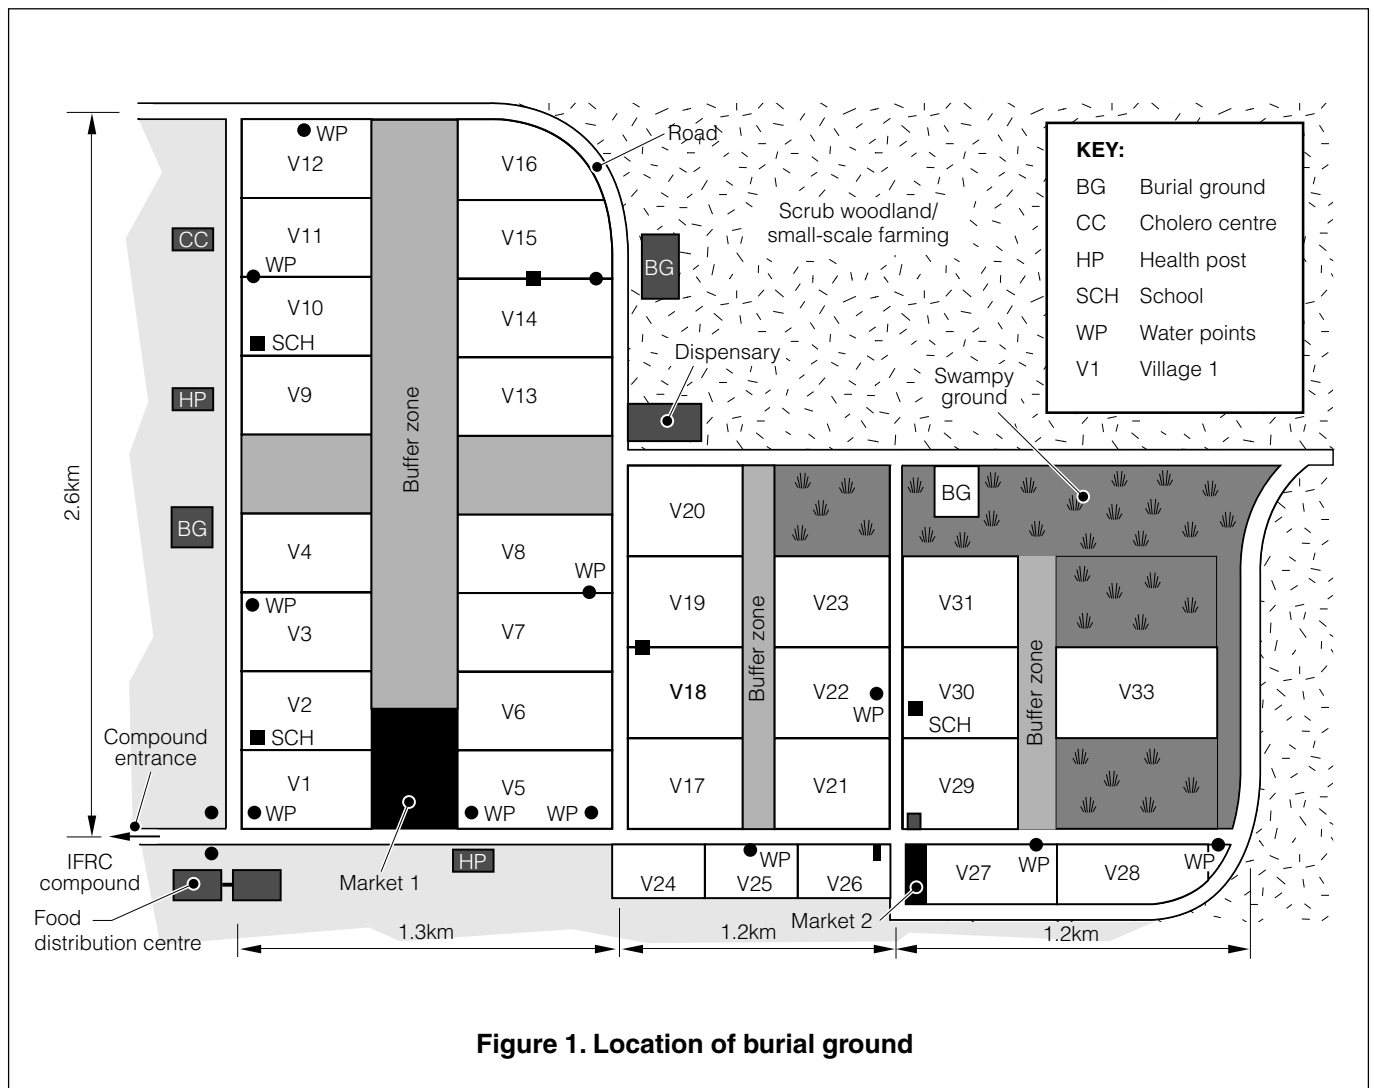 WP
V12
V16
Road
KEY:
BG Burial ground
CC Cholero centre
HP Health post
SCH School
WP Water points
V1 Village 1
Scrub woodland/
small-scale farming
CC
V11
V15
WP
BG
V10
V14
SCH
Dispensary
Swampy
ground
HP
V9
Buffer zone
V13
2.6km
BG
V4
V8
WP
V20
BG
WP
V3
V7
V19
Buffer zone
V23
V31
V2
SCH
V6
V18
V22
WP
V30
SCH
Buffer zone
V33
Compound
entrance
V1
WP
V5
WP
WP
V17
V21
V29
IFRC
compound
Market 1
HP
V24
WP
V25
V26
V27
WP
V28
WP
Food
distribution centre
Market 2
1.3km
1.2km
1.2km
Figure 1. Location of burial ground